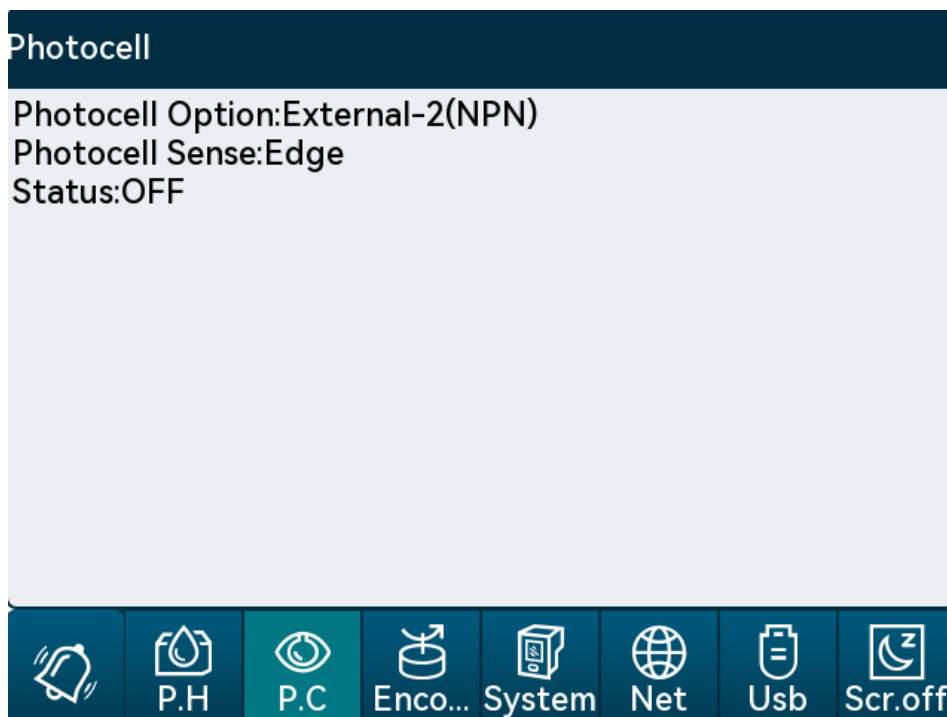 Photocell
Photocell Option:External-2(NPN)
Photocell Sense:Edge
Status:OFF
P.H
P.C
Enco...
System
Net
Usb
Scr.off